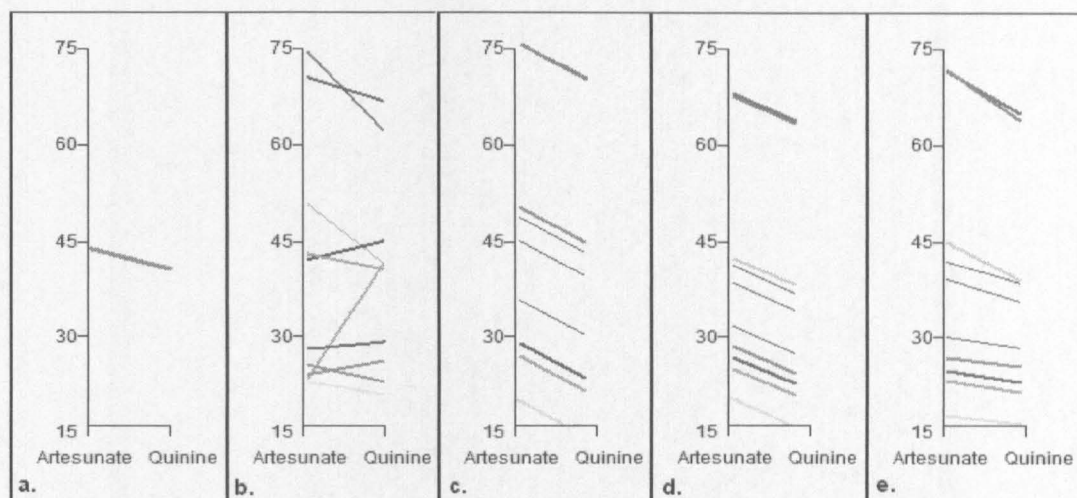 75 75 75 75 75
60 60 60 60 60
45 45 45 45 45
30 30 30 30 30
15 15 15 15 15
Artesunate Quinine Artesunate Quinine Artesunate Quinine Artesunate Quinine Artesunate Quinine
a. b. c. d. e.